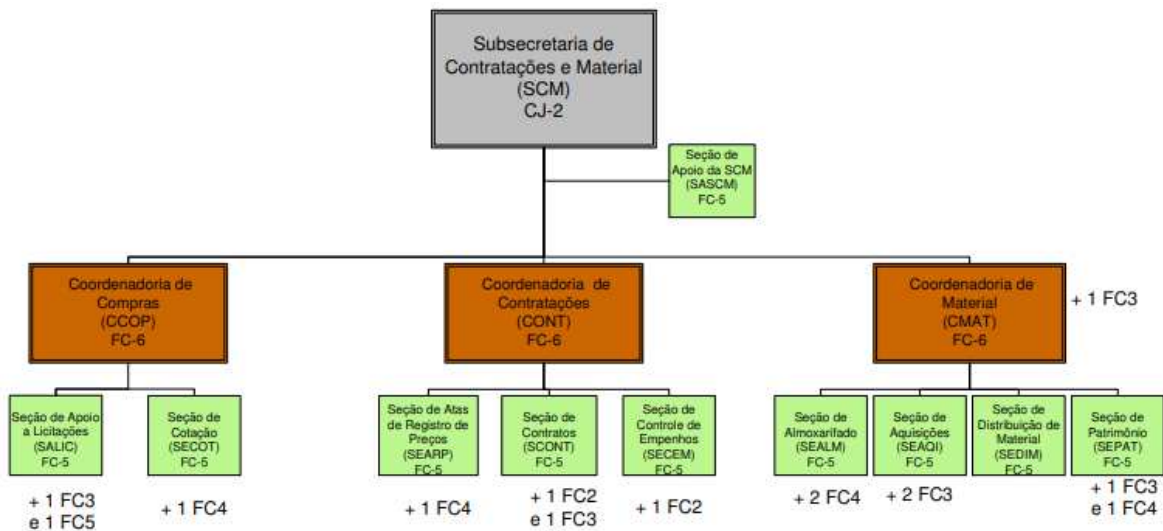 Subsecretaria de
Contratações e Material
(SCM)
CJ-2
Seção de
Apoio da SCM
(SASCM)
FC-5
Coordenadoria de
Compras
(CCOP)
FC-6
Coordenadoria de
Contratações
(CONT)
FC-6
Coordenadoria de
Material
(CMAT)
FC-6
+ 1 FC3
Seção de Apoio
a Licitações
(SALIC)
FC-5
+ 1 FC3
e 1 FC5
Seção de
Cotação
(SECOT)
FC-5
+ 1 FC4
Seção de Atas
de Registro de
Preços
(SEARP)
FC-5
+ 1 FC4
Seção de
Contratos
(SCONT)
FC-5
+ 1 FC2
e 1 FC3
Seção de
Controle de
Empenhos
(SECEM)
FC-5
+ 1 FC2
Seção de
Almoxarifado
(SEALM)
FC-5
+ 2 FC4
Seção de
Aquisições
(SEAQI)
FC-5
+ 2 FC3
Seção de
Distribuição de
Material
(SEDIM)
FC-5
Seção de
Patrimônio
(SEPAT)
FC-5
+ 1 FC3
e 1 FC4